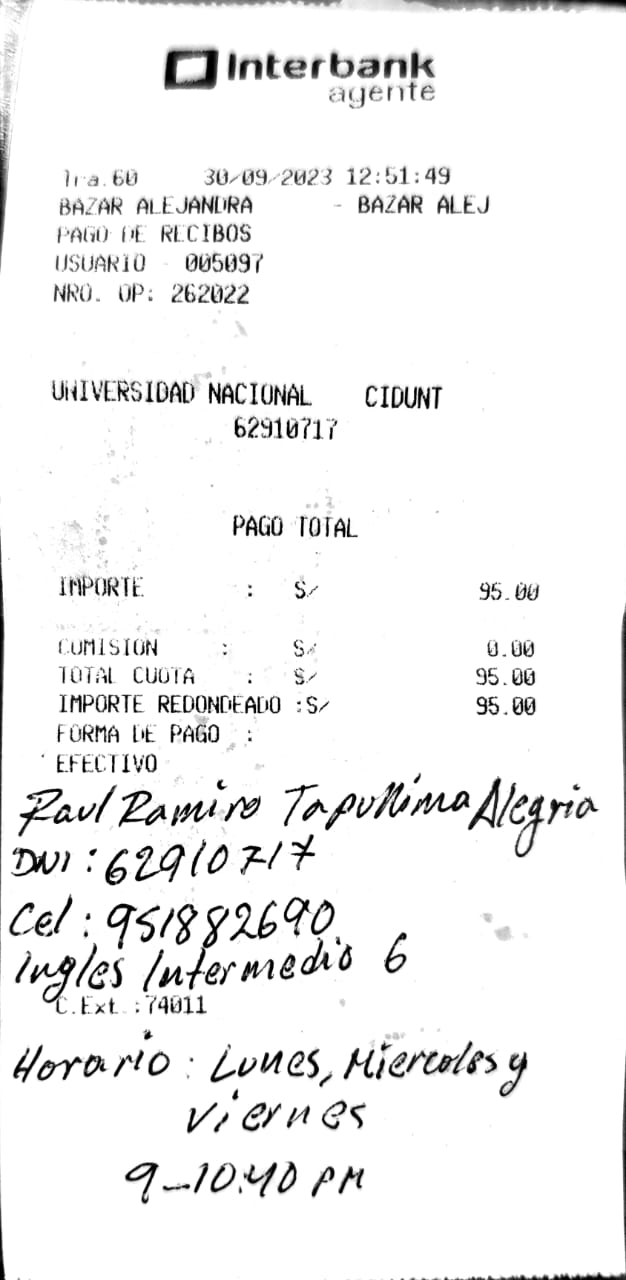 Interbank
agente
Tra.60 30/09/2023 12:51:49
BAZAR ALEJANDRA - BAZAR ALEJ
PAGO DE RECIBOS
USUARIO - 005097
NRO. OP: 262022
UNIVERSIDAD NACIONAL CIDUNT
62910717
PAGO TOTAL
IMPORTE : S/ 95.00
COMISION : S/ 0.00
TOTAL CUOTA : S/ 95.00
IMPORTE REDONDEADO :S/ 95.00
FORMA DE PAGO :
EFECTIVO
Raul Ramiro Tapullima Alegria
DNI : 62910717
Cel : 951882690
Ingles Intermedio 6
C.Ext.:74011
Horario : Lunes, Miercoles y
Viernes
9-10:40 PM